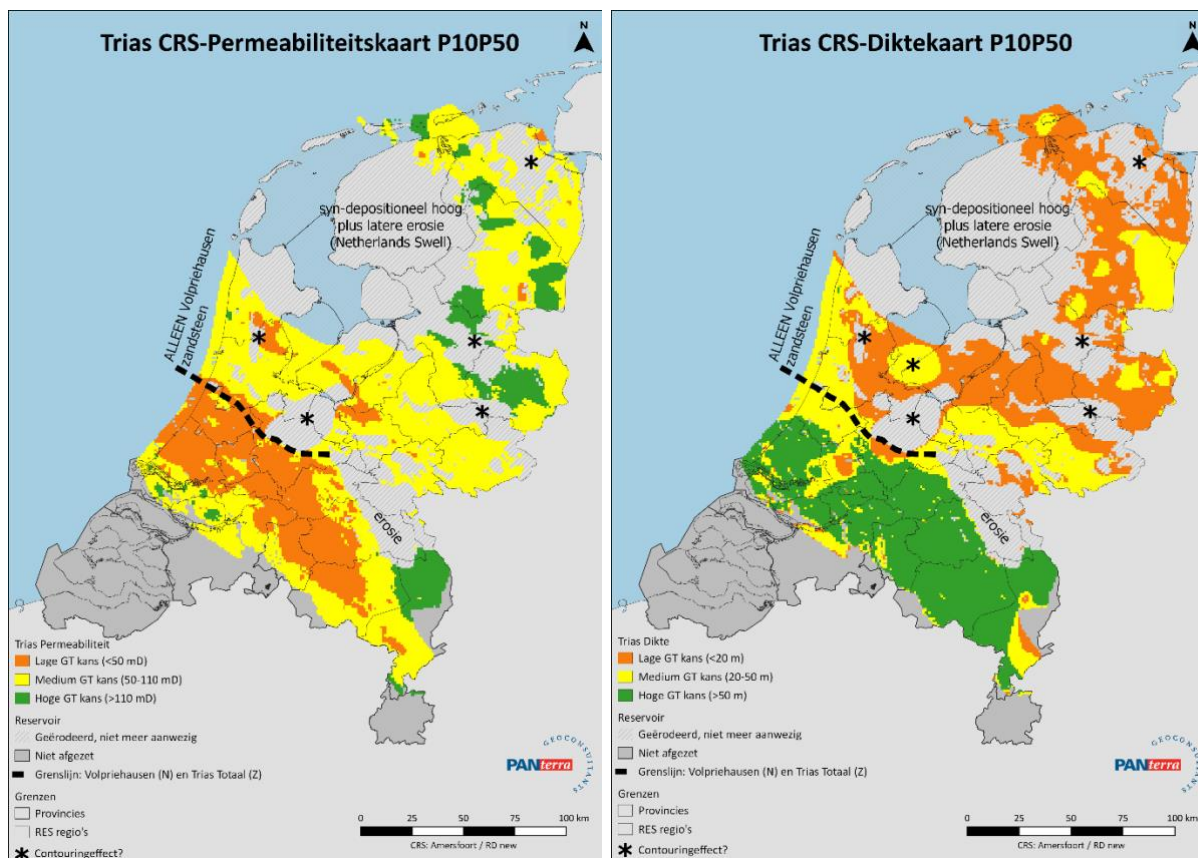 Trias CRS-Permeabiliteitskaart P10P50
N
syn-depositioneel hoog
plus latere erosie
(Netherlands Swell)
ALLEEN Volpriehausen
zandsteen
erosie
Trias Permeabiliteit
Lage GT kans (<50 mD)
Medium GT kans (50-110 mD)
Hoge GT kans (>110 mD)
Reservoir
Geërodeerd, niet meer aanwezig
Niet afgezet
Grenslijn: Volpriehausen (N) en Trias Totaal (Z)
Grenzen
Provincies
RES regio's
Contouringeffect?
PANterra
GEOCONSULTANTS
0 25 50 75 100 km
CRS: Amersfoort / RD new
Trias CRS-Diktekaart P10P50
N
syn-depositioneel hoog
plus latere erosie
(Netherlands Swell)
ALLEEN Volpriehausen
zandsteen
erosie
Trias Dikte
Lage GT kans (<20 m)
Medium GT kans (20-50 m)
Hoge GT kans (>50 m)
Reservoir
Geërodeerd, niet meer aanwezig
Niet afgezet
Grenslijn: Volpriehausen (N) en Trias Totaal (Z)
Grenzen
Provincies
RES regio's
Contouringeffect?
PANterra
GEOCONSULTANTS
0 25 50 75 100 km
CRS: Amersfoort / RD new